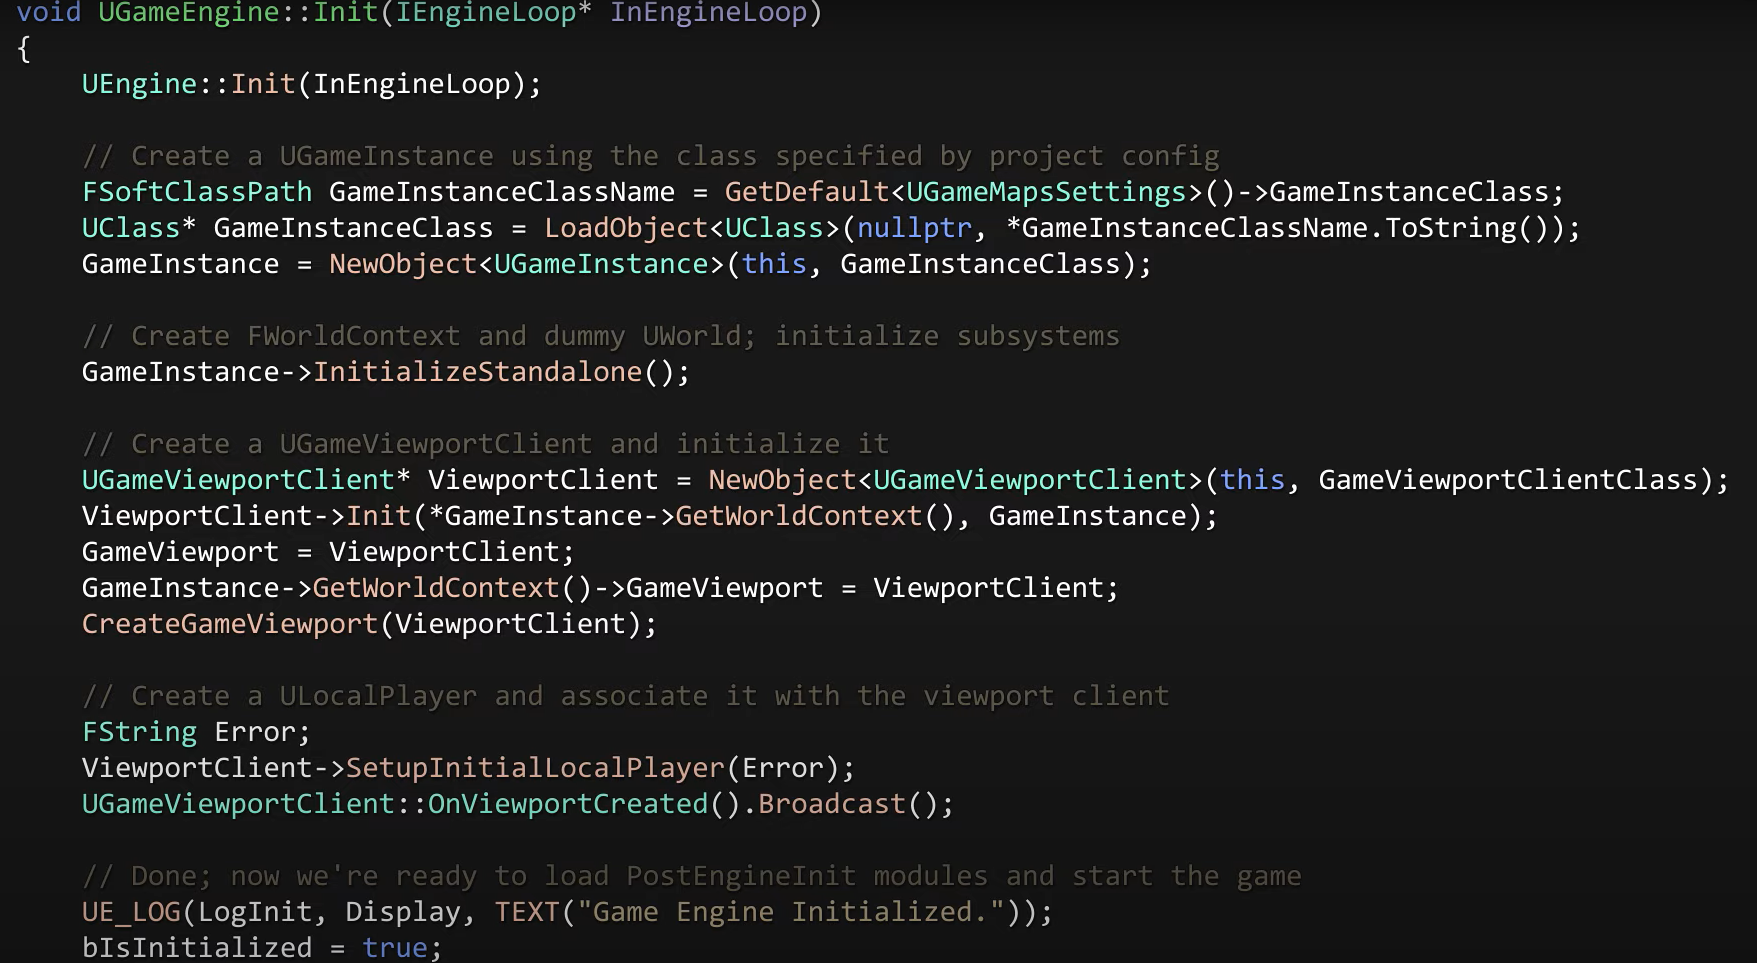 void UGameEngine::Init(IEngineLoop* InEngineLoop)
{
    UEngine::Init(InEngineLoop);

    // Create a UGameInstance using the class specified by project config
    FSoftClassPath GameInstanceClassName = GetDefault<UGameMapsSettings>()->GameInstanceClass;
    UClass* GameInstanceClass = LoadObject<UClass>(nullptr, *GameInstanceClassName.ToString());
    GameInstance = NewObject<UGameInstance>(this, GameInstanceClass);

    // Create FWorldContext and dummy UWorld; initialize subsystems
    GameInstance->InitializeStandalone();

    // Create a UGameViewportClient and initialize it
    UGameViewportClient* ViewportClient = NewObject<UGameViewportClient>(this, GameViewportClientClass);
    ViewportClient->Init(*GameInstance->GetWorldContext(), GameInstance);
    GameViewport = ViewportClient;
    GameInstance->GetWorldContext()->GameViewport = ViewportClient;
    CreateGameViewport(ViewportClient);

    // Create a ULocalPlayer and associate it with the viewport client
    FString Error;
    ViewportClient->SetupInitialLocalPlayer(Error);
    UGameViewportClient::OnViewportCreated().Broadcast();

    // Done; now we're ready to load PostEngineInit modules and start the game
    UE_LOG(LogInit, Display, TEXT("Game Engine Initialized."));
    bIsInitialized = true;